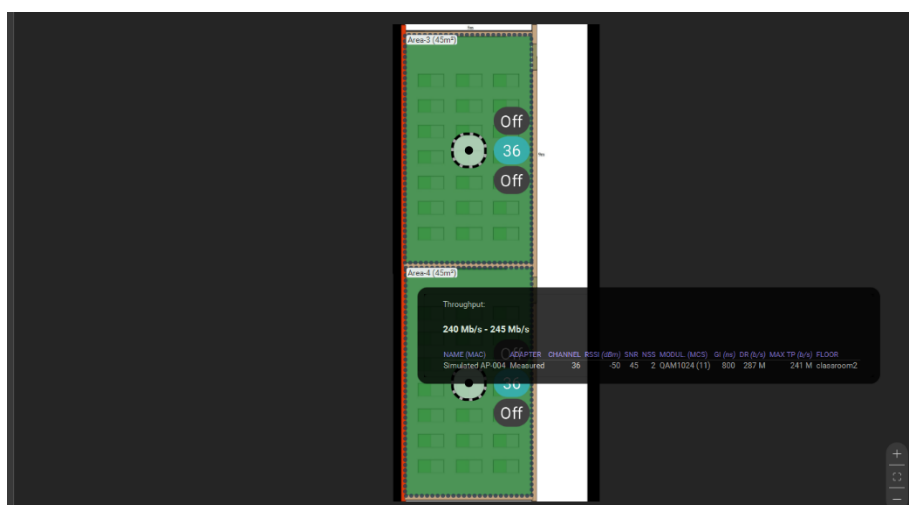 Area-3 (45m²)
Off
36
Off
Area-4 (45m²)
Throughput:
240 Mb/s - 245 Mb/s
NAME (MAC) ADAPTER CHANNEL RSSI (dBm) SNR NSS MODUL. (MCS) GI (ns) DR (b/s) MAX TP (b/s) FLOOR
Simulated AP-004 Measured 36 -50 45 2 QAM1024 (11) 800 287 M 241 M classroom2
Off
36
Off